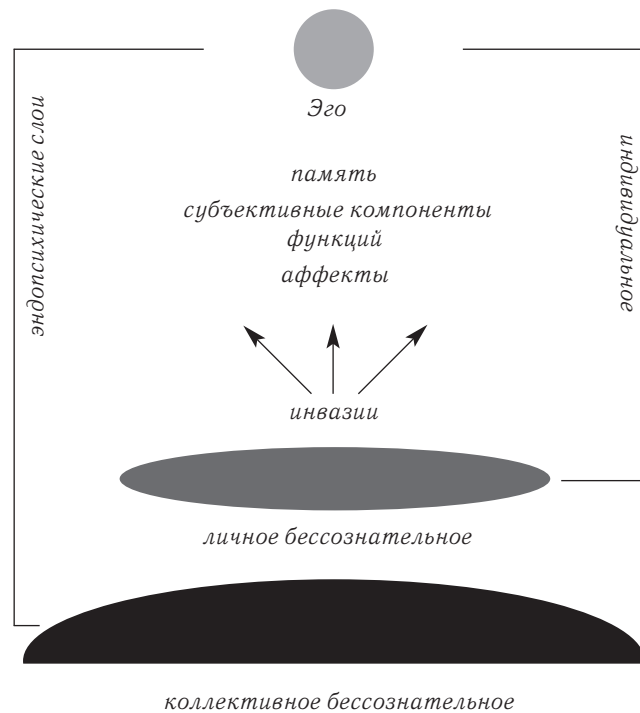 Эго
эндопсихические слои
индивидуальное
память
субъективные компоненты
функций
аффекты
инвазии
личное бессознательное
коллективное бессознательное